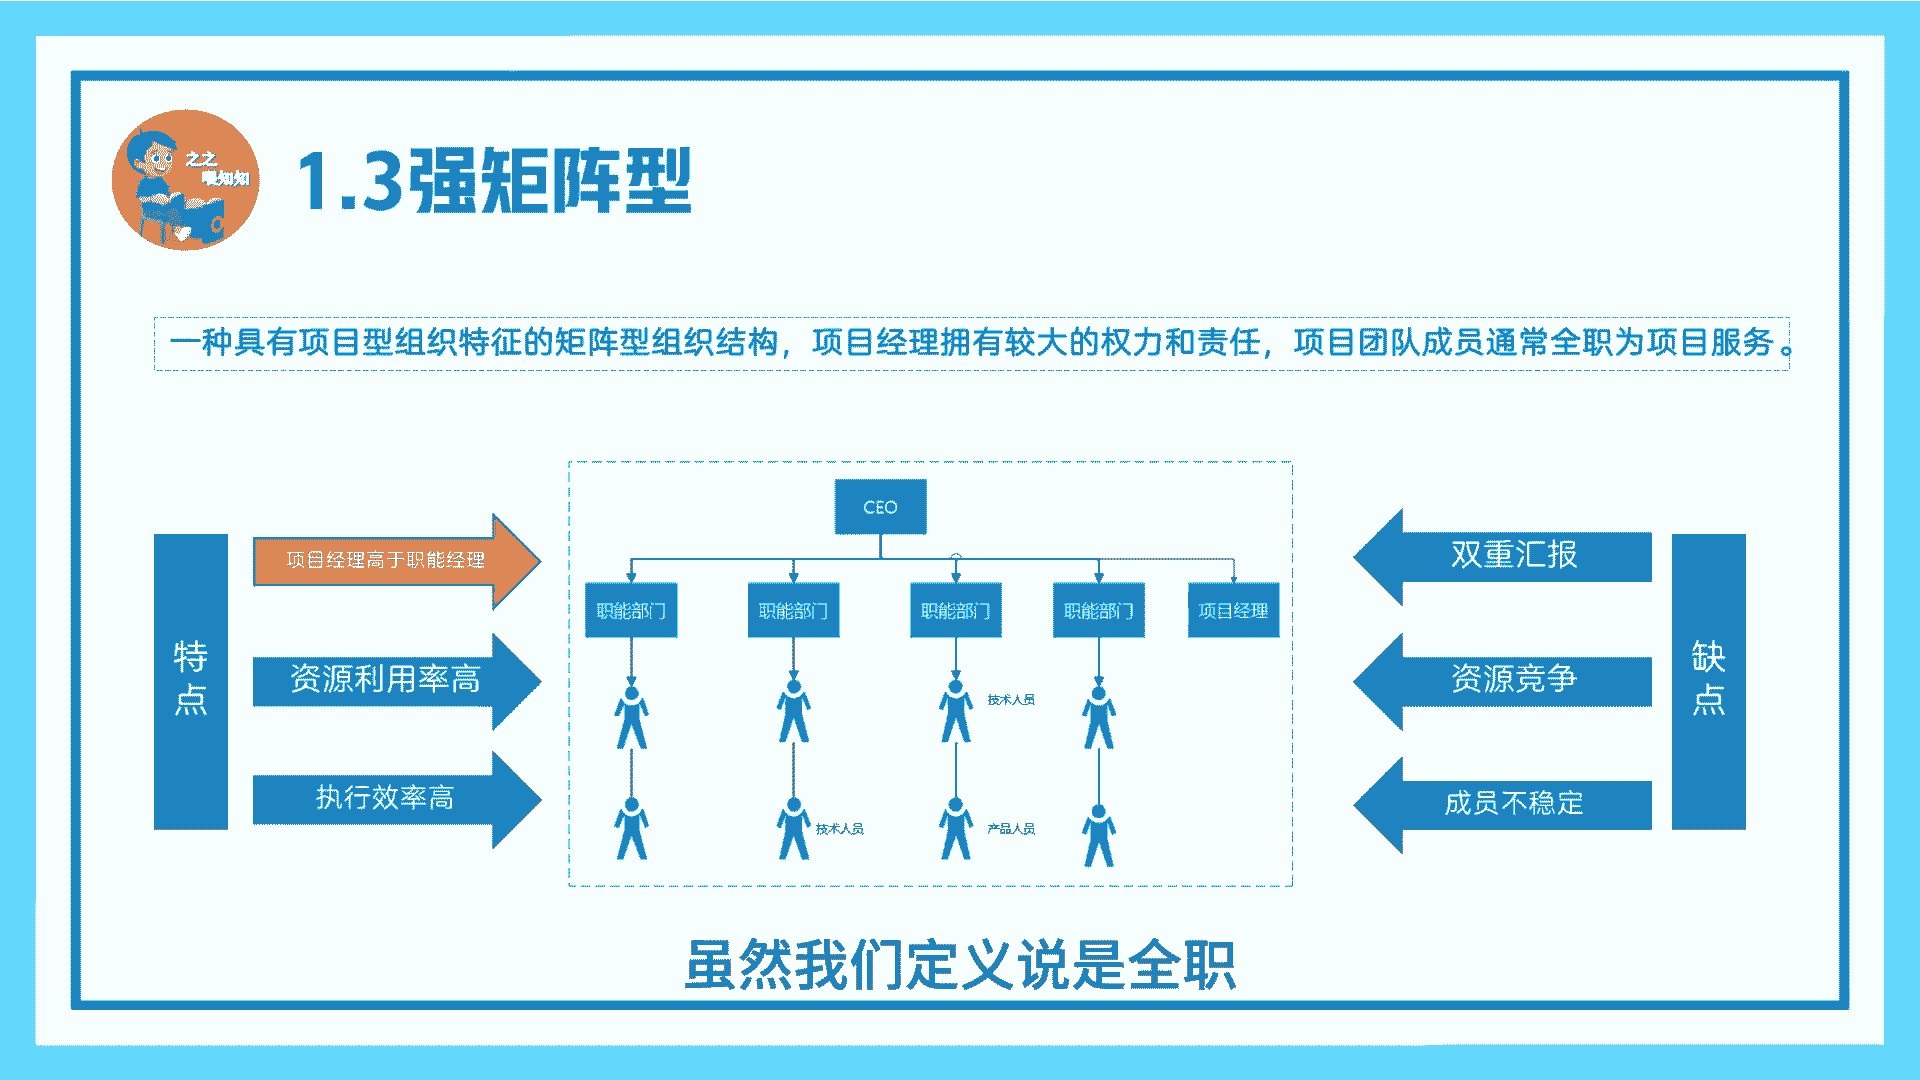 之之
噢知知
1.3强矩阵型
一种具有项目型组织特征的矩阵型组织结构，项目经理拥有较大的权力和责任，项目团队成员通常全职为项目服务。
特点
项目经理高于职能经理
资源利用率高
执行效率高
CEO
职能部门
职能部门
职能部门
职能部门
项目经理
技术人员
技术人员
产品人员
双重汇报
资源竞争
成员不稳定
缺点
虽然我们定义说是全职